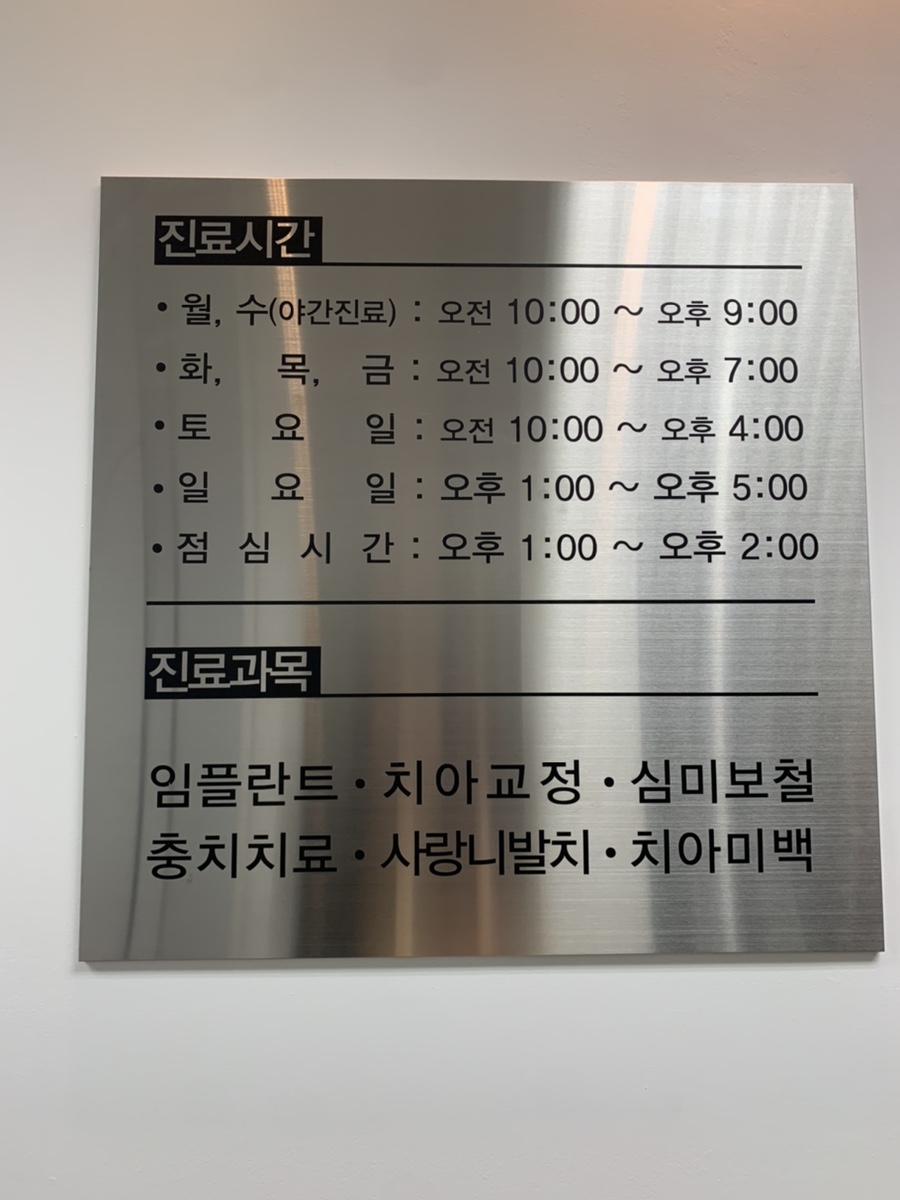 진료시간
• 월, 수(야간진료) : 오전 10:00 ~ 오후 9:00
• 화, 목, 금 : 오전 10:00 ~ 오후 7:00
• 토 요 일 : 오전 10:00 ~ 오후 4:00
• 일 요 일 : 오후 1:00 ~ 오후 5:00
• 점 심 시 간 : 오후 1:00 ~ 오후 2:00
진료과목
임플란트 • 치아교정 • 심미보철
충치치료 • 사랑니발치 • 치아미백